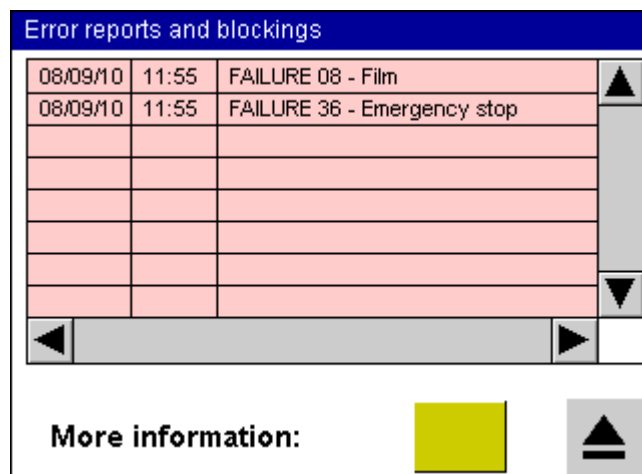 Error reports and blockings
08/09/10 11:55 FAILURE 08 - Film
08/09/10 11:55 FAILURE 36 - Emergency stop
More information: